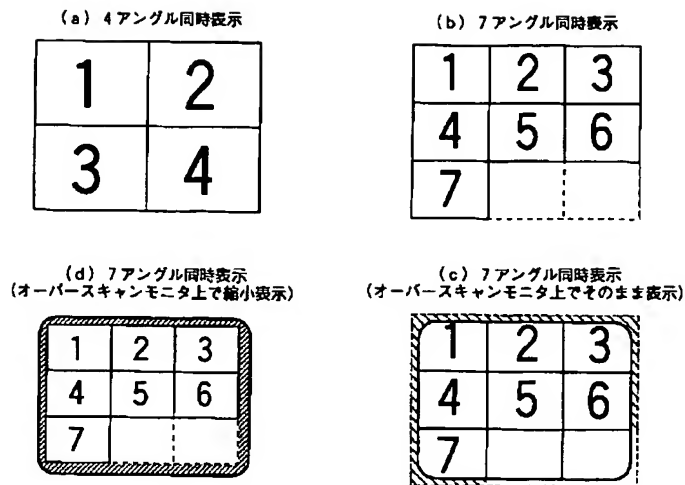 (a) 4アングル同時表示
1 2
3 4
(b) 7アングル同時表示
1 2 3
4 5 6
7
(d) 7アングル同時表示
(オーバースキャンモニタ上で縮小表示)
1 2 3
4 5 6
7
(c) 7アングル同時表示
(オーバースキャンモニタ上でそのまま表示)
1 2 3
4 5 6
7